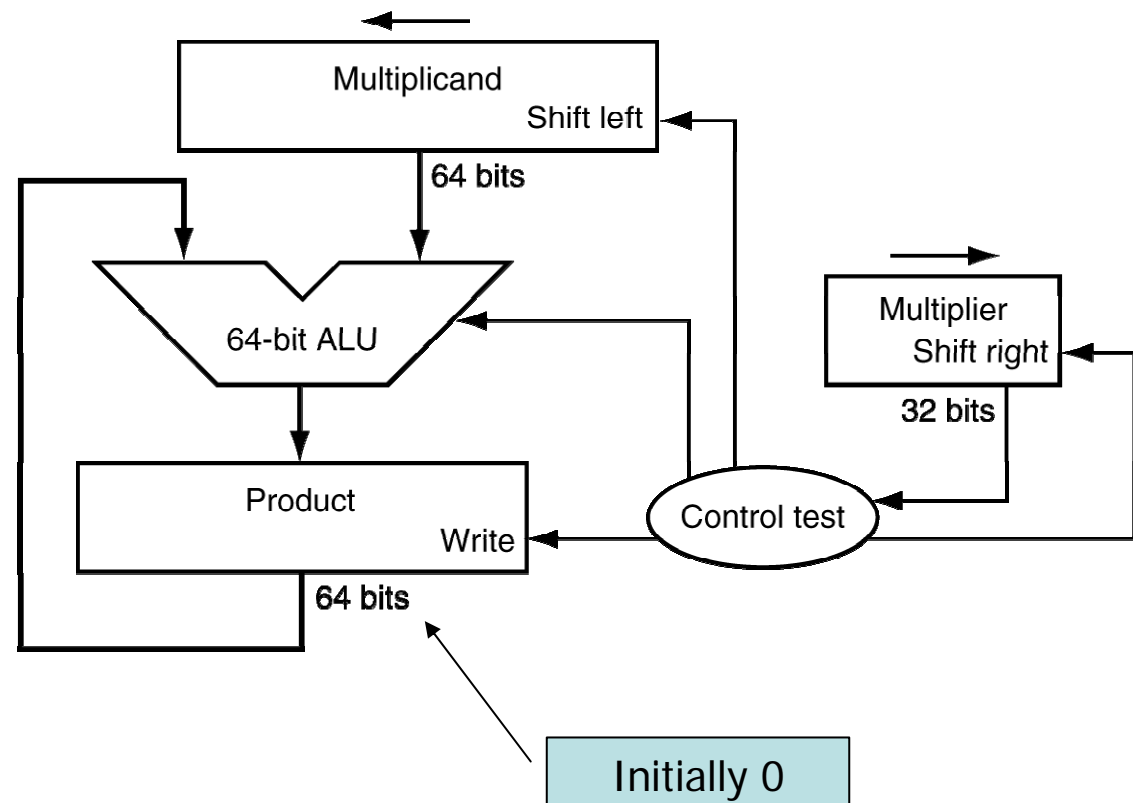 Multiplicand
Shift left
64 bits
64-bit ALU
Multiplier
Shift right
32 bits
Product
Write
Control test
64 bits
Initially 0